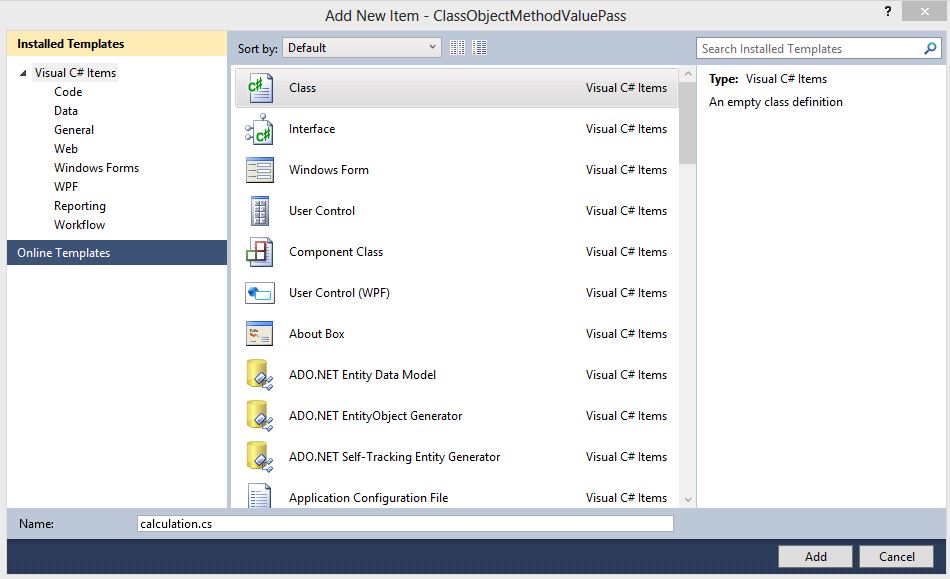 Add New Item - ClassObjectMethodValuePass
?
Installed Templates
Sort by: Default
Search Installed Templates
Visual C# Items
Code
Data
General
Web
Windows Forms
WPF
Reporting
Workflow
Online Templates
Class Visual C# Items
Interface Visual C# Items
Windows Form Visual C# Items
User Control Visual C# Items
Component Class Visual C# Items
User Control (WPF) Visual C# Items
About Box Visual C# Items
ADO.NET Entity Data Model Visual C# Items
ADO.NET EntityObject Generator Visual C# Items
ADO.NET Self-Tracking Entity Generator Visual C# Items
Application Configuration File Visual C# Items
Type: Visual C# Items
An empty class definition
Name: calculation.cs
Add Cancel